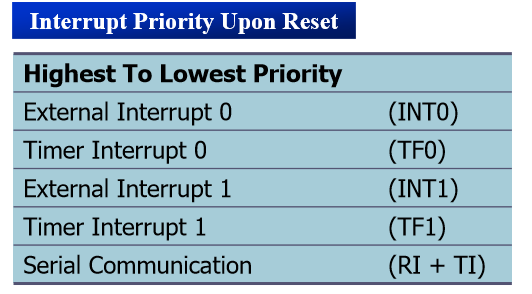 Interrupt Priority Upon Reset
Highest To Lowest Priority
External Interrupt 0 (INT0)
Timer Interrupt 0 (TF0)
External Interrupt 1 (INT1)
Timer Interrupt 1 (TF1)
Serial Communication (RI + TI)